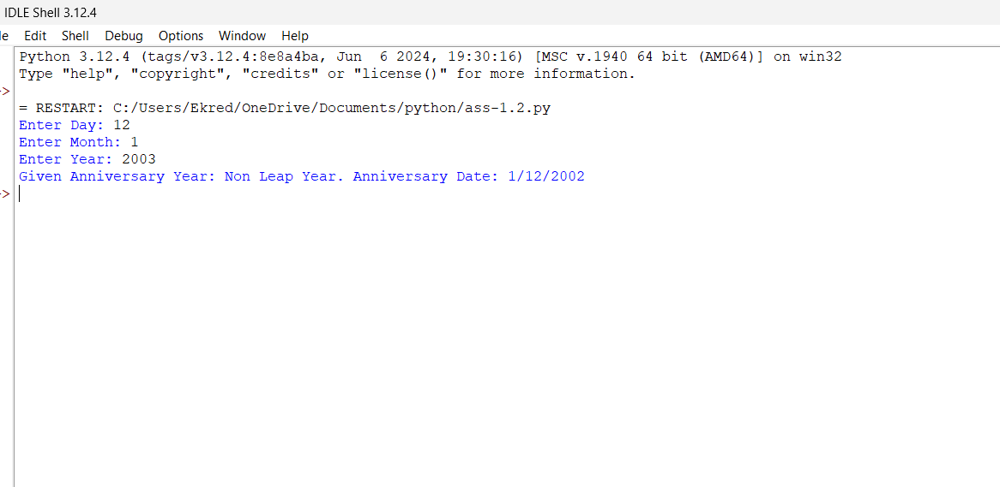 IDLE Shell 3.12.4
le Edit Shell Debug Options Window Help
Python 3.12.4 (tags/v3.12.4:8e8a4ba, Jun  6 2024, 19:30:16) [MSC v.1940 64 bit (AMD64)] on win32
Type "help", "copyright", "credits" or "license()" for more information.
>
= RESTART: C:/Users/Ekred/OneDrive/Documents/python/ass-1.2.py
Enter Day: 12
Enter Month: 1
Enter Year: 2003
Given Anniversary Year: Non Leap Year. Anniversary Date: 1/12/2002
>